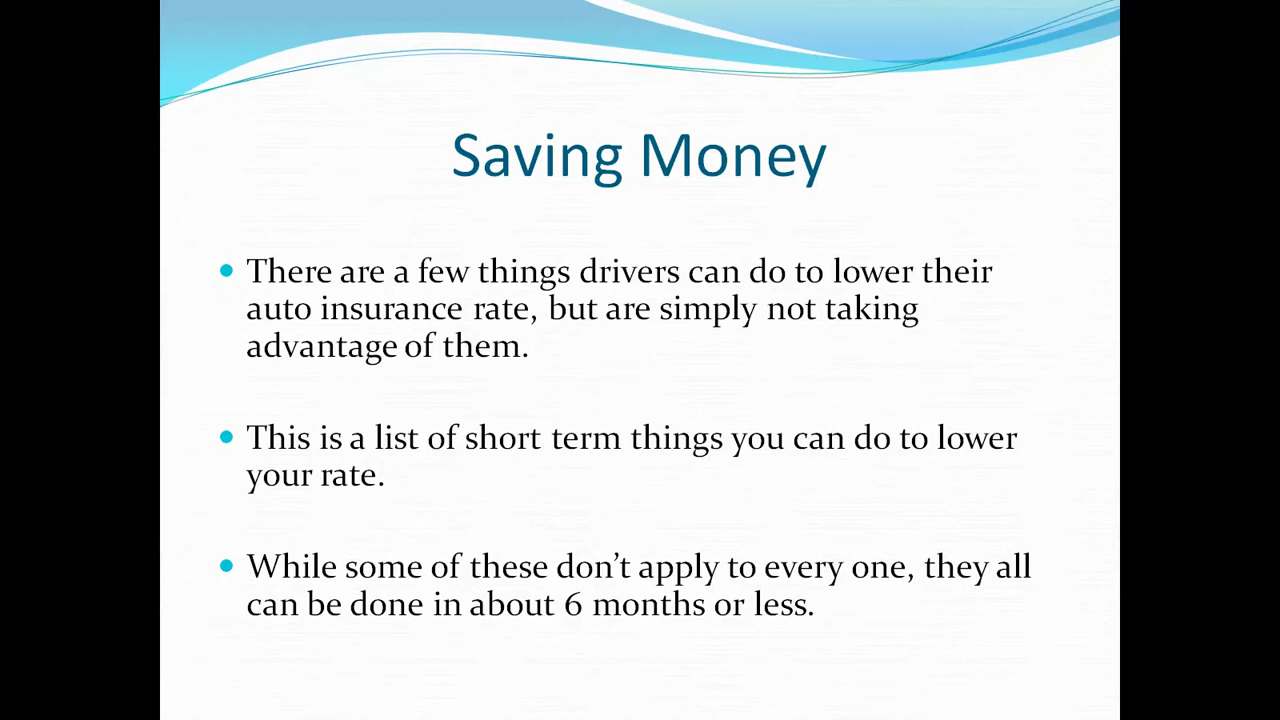 Saving Money
• There are a few things drivers can do to lower their
auto insurance rate, but are simply not taking
advantage of them.
• This is a list of short term things you can do to lower
your rate.
• While some of these don’t apply to every one, they all
can be done in about 6 months or less.